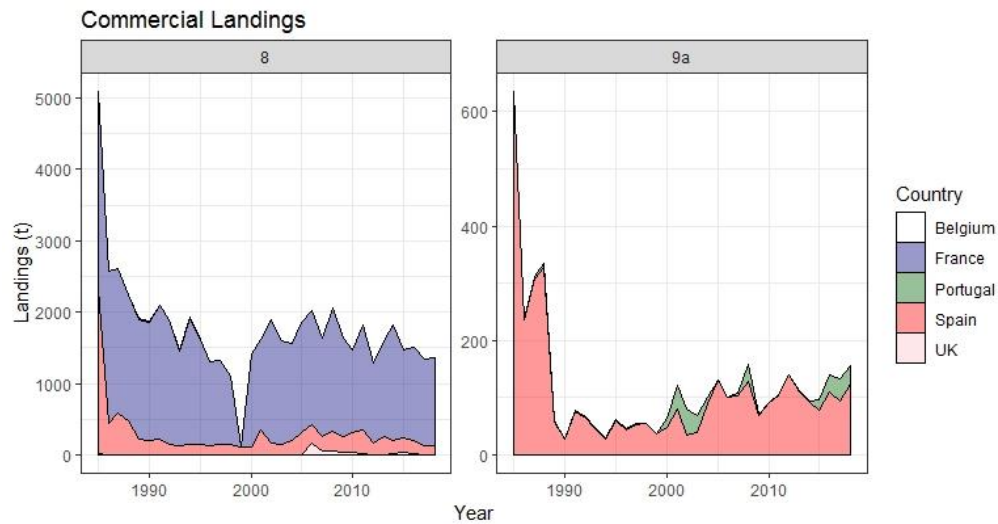 Commercial Landings
8
9a
Landings (t)
5000
4000
3000
2000
1000
0
600
400
200
0
1990
2000
2010
1990
2000
2010
Year
Country
Belgium
France
Portugal
Spain
UK